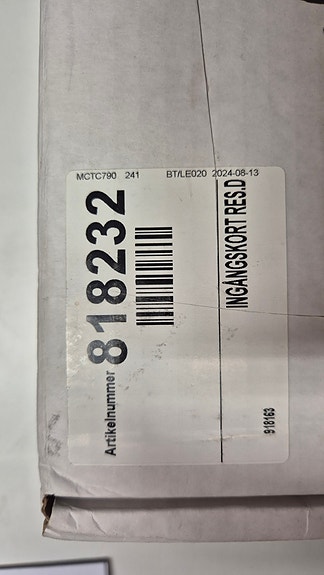 MCTC790 241 BT/LE020 2024-08-13
Artikelnummer 818232
INGÅNGSKORT RES.D
918163